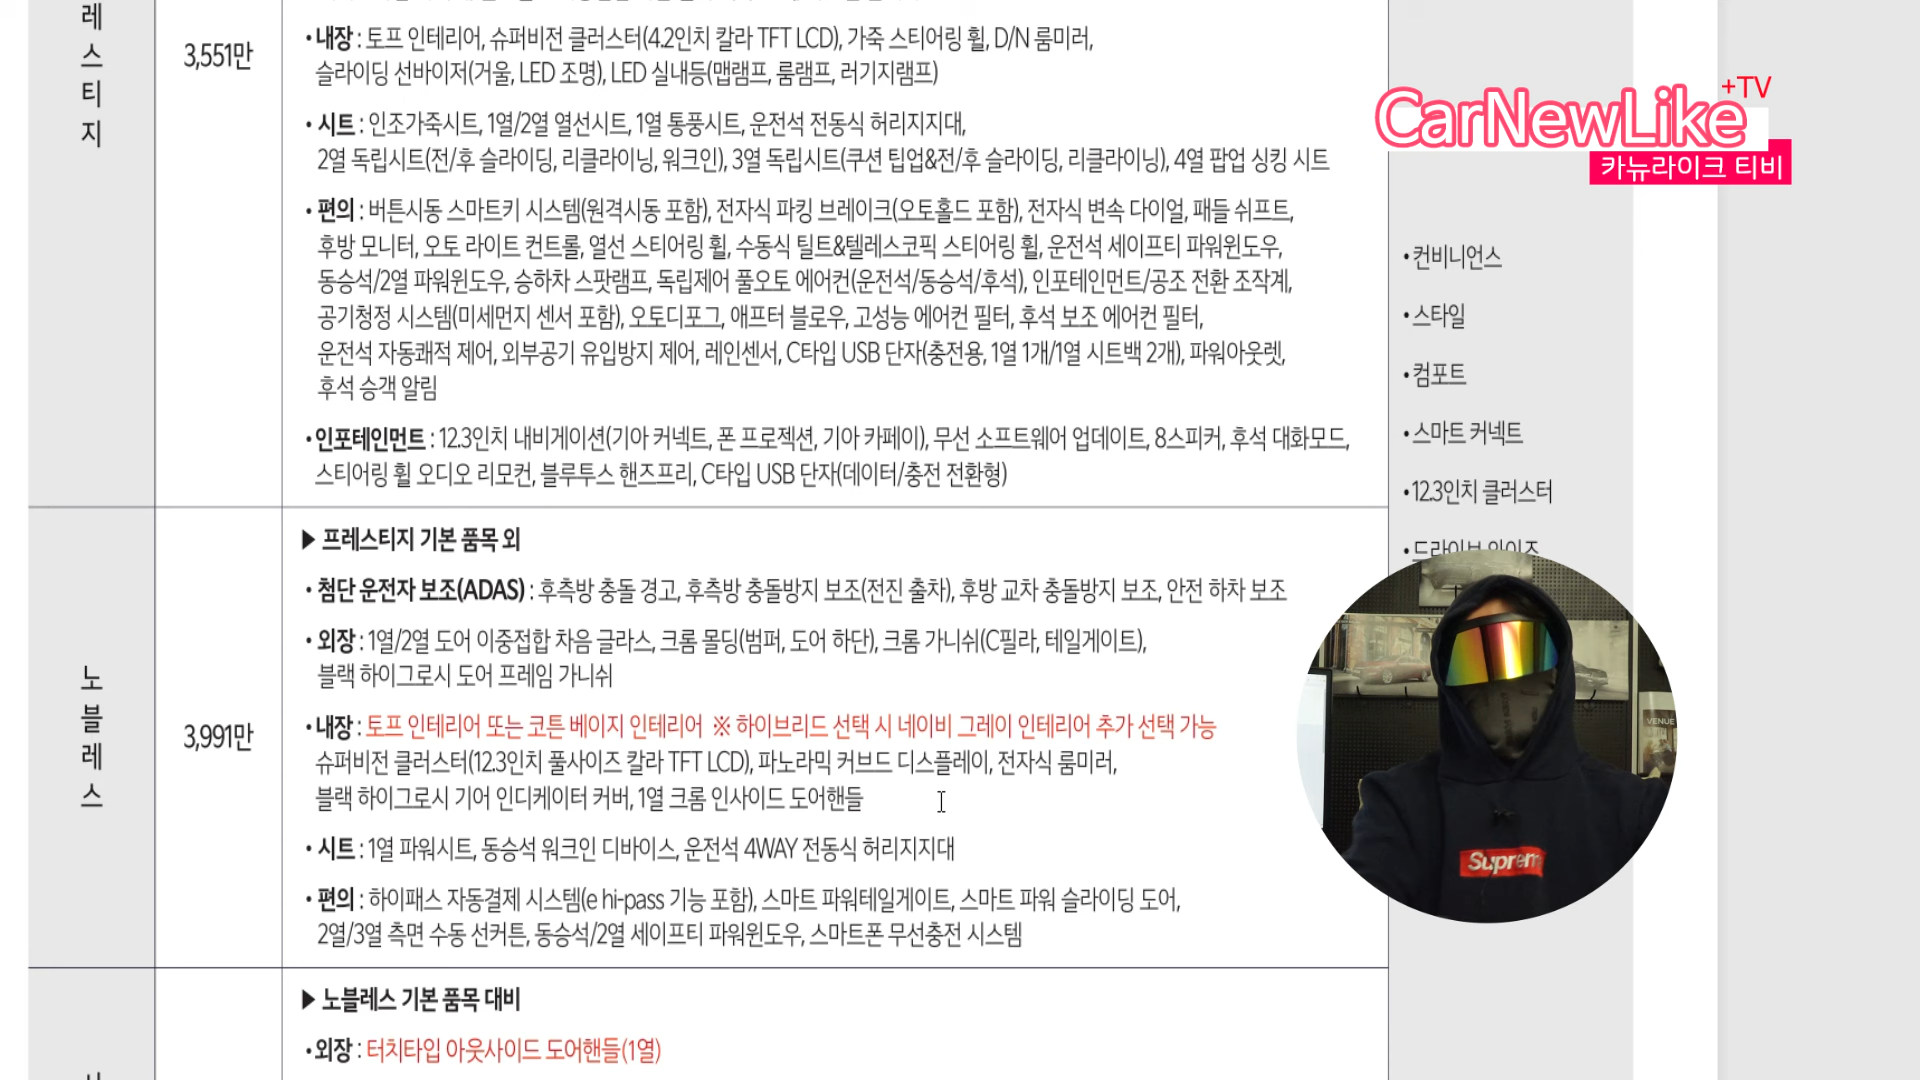 레
스
티
지
3,551만
• 내장 : 토프 인테리어, 슈퍼비전 클러스터(4.2인치 칼라 TFT LCD), 가죽 스티어링 휠, D/N 룸미러,
슬라이딩 선바이저(거울, LED 조명), LED 실내등(맵램프, 룸램프, 러기지램프)
• 시트 : 인조가죽시트, 1열/2열 열선시트, 1열 통풍시트, 운전석 전동식 허리지지대,
2열 독립시트(전/후 슬라이딩, 리클라이닝, 워크인), 3열 독립시트(쿠션 팁업&전/후 슬라이딩, 리클라이닝), 4열 팝업 싱킹 시트
• 편의 : 버튼시동 스마트키 시스템(원격시동 포함), 전자식 파킹 브레이크(오토홀드 포함), 전자식 변속 다이얼, 패들 쉬프트,
후방 모니터, 오토 라이트 컨트롤, 열선 스티어링 휠, 수동식 틸트&텔레스코픽 스티어링 휠, 운전석 세이프티 파워윈도우,
동승석/2열 파워윈도우, 승하차 스팟램프, 독립제어 풀오토 에어컨(운전석/동승석/후석), 인포테인먼트/공조 전환 조작계,
공기청정 시스템(미세먼지 센서 포함), 오토디포그, 애프터 블로우, 고성능 에어컨 필터, 후석 보조 에어컨 필터,
운전석 자동쾌적 제어, 외부공기 유입방지 제어, 레인센서, C타입 USB 단자(충전용, 1열 1개/1열 시트백 2개), 파워아웃렛,
후석 승객 알림
• 인포테인먼트 : 12.3인치 내비게이션(기아 커넥트, 폰 프로젝션, 기아 카페이), 무선 소프트웨어 업데이트, 8스피커, 후석 대화모드,
스티어링 휠 오디오 리모컨, 블루투스 핸즈프리, C타입 USB 단자(데이터/충전 전환형)
CarNewLike +TV
카뉴라이크 티비
• 컨비니언스
• 스타일
• 컴포트
• 스마트 커넥트
• 12.3인치 클러스터
• 드라이브 와이즈
노
블
레
스
3,991만
▶ 프레스티지 기본 품목 외
• 첨단 운전자 보조(ADAS) : 후측방 충돌 경고, 후측방 충돌방지 보조(전진 출차), 후방 교차 충돌방지 보조, 안전 하차 보조
• 외장 : 1열/2열 도어 이중접합 차음 글라스, 크롬 몰딩(범퍼, 도어 하단), 크롬 가니쉬(C필라, 테일게이트),
블랙 하이그로시 도어 프레임 가니쉬
• 내장 : 토프 인테리어 또는 코튼 베이지 인테리어 ※ 하이브리드 선택 시 네이비 그레이 인테리어 추가 선택 가능
슈퍼비전 클러스터(12.3인치 풀사이즈 칼라 TFT LCD), 파노라믹 커브드 디스플레이, 전자식 룸미러,
블랙 하이그로시 기어 인디케이터 커버, 1열 크롬 인사이드 도어핸들
• 시트 : 1열 파워시트, 동승석 워크인 디바이스, 운전석 4WAY 전동식 허리지지대
• 편의 : 하이패스 자동결제 시스템(e hi-pass 기능 포함), 스마트 파워테일게이트, 스마트 파워 슬라이딩 도어,
2열/3열 측면 수동 선커튼, 동승석/2열 세이프티 파워윈도우, 스마트폰 무선충전 시스템
VENUE
Suprem
▶ 노블레스 기본 품목 대비
• 외장 : 터치타입 아웃사이드 도어핸들(1열)